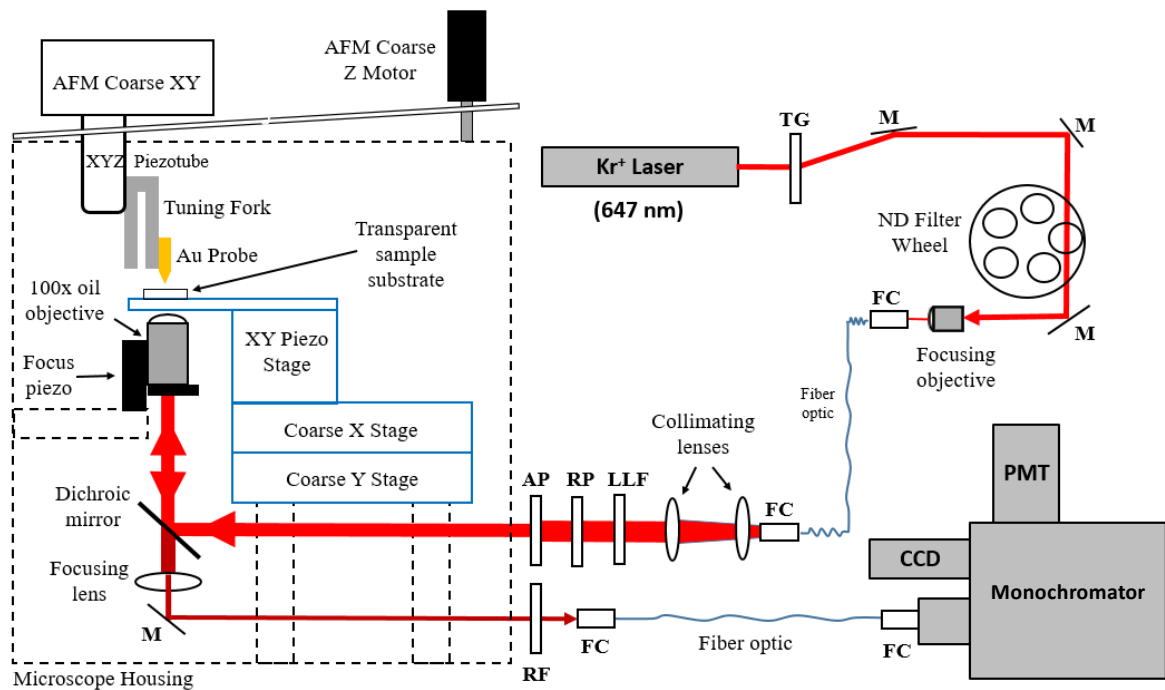 AFM Coarse XY
AFM Coarse
Z Motor
XYZ Piezotube
Tuning Fork
Au Probe
Transparent
sample
substrate
100x oil
objective
Focus
piezo
XY Piezo
Stage
Coarse X Stage
Coarse Y Stage
Dichroic
mirror
Focusing
lens
M
Microscope Housing
Kr⁺ Laser
(647 nm)
TG
M
M
ND Filter
Wheel
M
FC
Focusing
objective
Fiber
optic
Collimating
lenses
AP
RP
LLF
FC
RF
FC
Fiber optic
FC
PMT
CCD
Monochromator